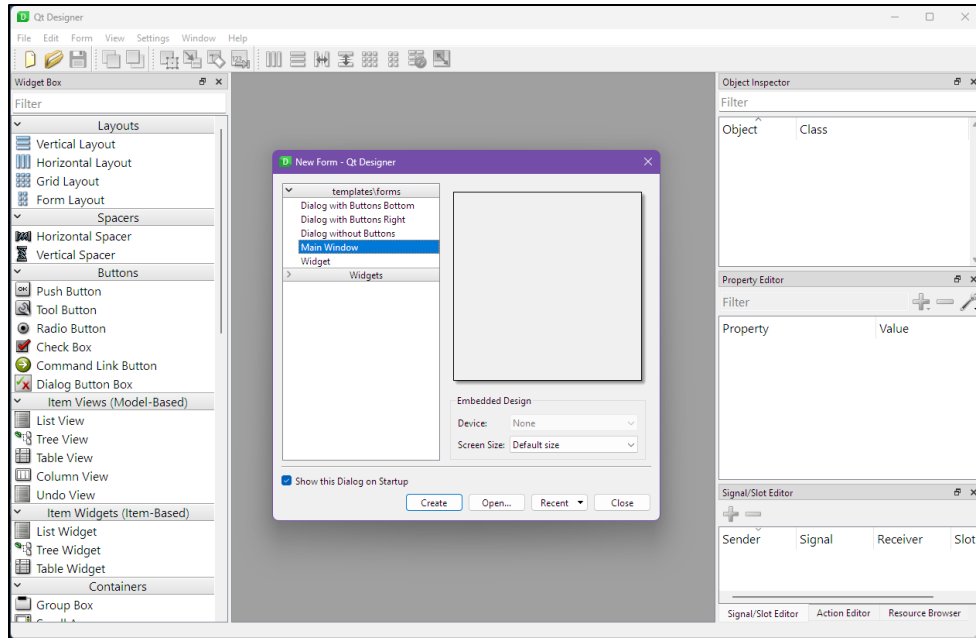 Qt Designer
File Edit Form View Settings Window Help
Widget Box
Filter
Layouts
Vertical Layout
Horizontal Layout
Grid Layout
Form Layout
Spacers
Horizontal Spacer
Vertical Spacer
Buttons
OK Push Button
Tool Button
Radio Button
Check Box
Command Link Button
Dialog Button Box
Item Views (Model-Based)
List View
Tree View
Table View
Column View
Undo View
Item Widgets (Item-Based)
List Widget
Tree Widget
Table Widget
Containers
Group Box
D New Form - Qt Designer
templates\forms
Dialog with Buttons Bottom
Dialog with Buttons Right
Dialog without Buttons
Main Window
Widget
Widgets
Embedded Design
Device: None
Screen Size: Default size
Show this Dialog on Startup
Create Open... Recent Close
Object Inspector
Filter
Object Class
Property Editor
Filter
Property Value
Signal/Slot Editor
Sender Signal Receiver Slot
Signal/Slot Editor Action Editor Resource Browser